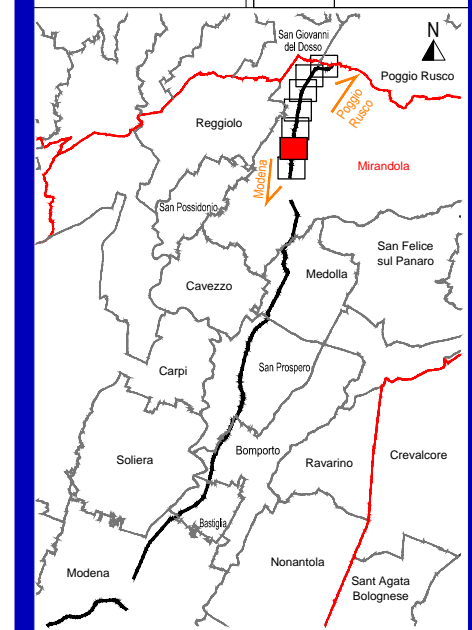 San Giovanni
del Dosso
N
Poggio Rusco
Poggio
Rusco
Reggiolo
Mirandola
Modena
San Possidonio
San Felice
sul Panaro
Medolla
Cavezzo
San Prospero
Carpi
Crevalcore
Bomporto
Soliera
Ravarino
Bastiglia
Nonantola
Modena
Sant Agata
Bolognese